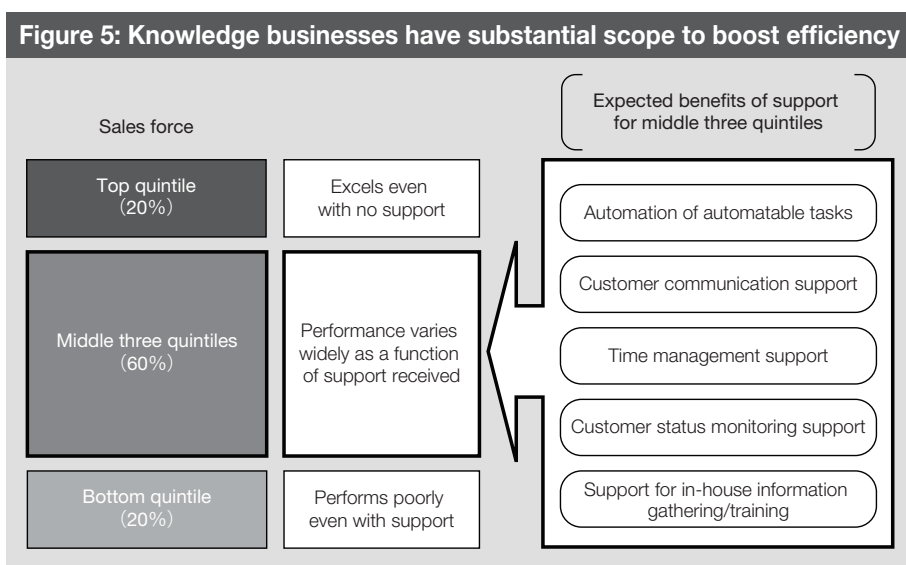 Figure 5: Knowledge businesses have substantial scope to boost efficiency
Sales force
Expected benefits of support
for middle three quintiles
Top quintile
(20%)
Excels even
with no support
Middle three quintiles
(60%)
Performance varies
widely as a function
of support received
Bottom quintile
(20%)
Performs poorly
even with support
Automation of automatable tasks
Customer communication support
Time management support
Customer status monitoring support
Support for in-house information
gathering/training